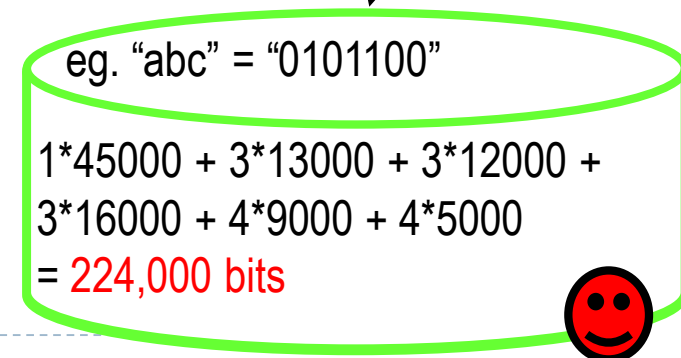 eg. “abc” = “0101100”
1*45000 + 3*13000 + 3*12000 +
3*16000 + 4*9000 + 4*5000
= 224,000 bits